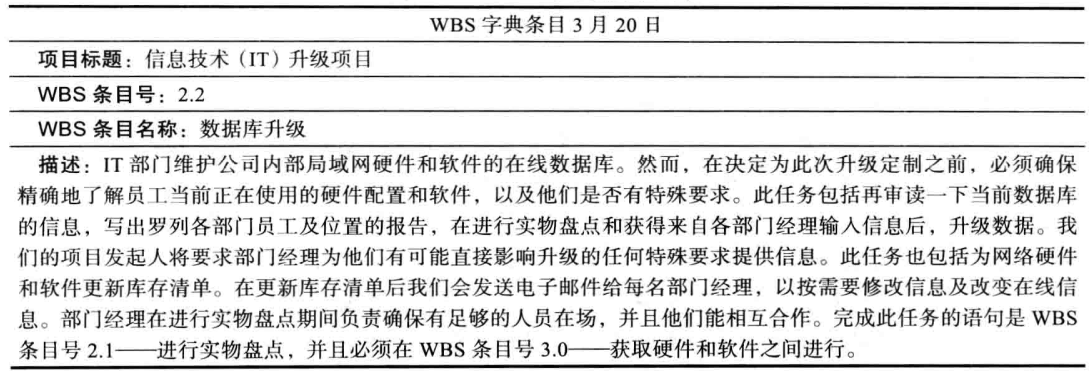 WBS 字典条目 3 月 20 日
项目标题：信息技术（IT）升级项目
WBS 条目号：2.2
WBS 条目名称：数据库升级
描述：IT 部门维护公司内部局域网硬件和软件的在线数据库。然而，在决定为此次升级定制之前，必须确保
精确地了解员工当前正在使用的硬件配置和软件，以及他们是否有特殊要求。此任务包括再审读一下当前数据库
的信息，写出罗列各部门员工及位置的报告，在进行实物盘点和获得来自各部门经理输入信息后，升级数据。我
们的项目发起人将要求部门经理为他们有可能直接影响升级的任何特殊要求提供信息。此任务也包括为网络硬件
和软件更新库存清单。在更新库存清单后我们会发送电子邮件给每名部门经理，以按需要修改信息及改变在线信
息。部门经理在进行实物盘点期间负责确保有足够的人员在场，并且他们能相互合作。完成此任务的语句是 WBS
条目号 2.1——进行实物盘点，并且必须在 WBS 条目号 3.0——获取硬件和软件之间进行。